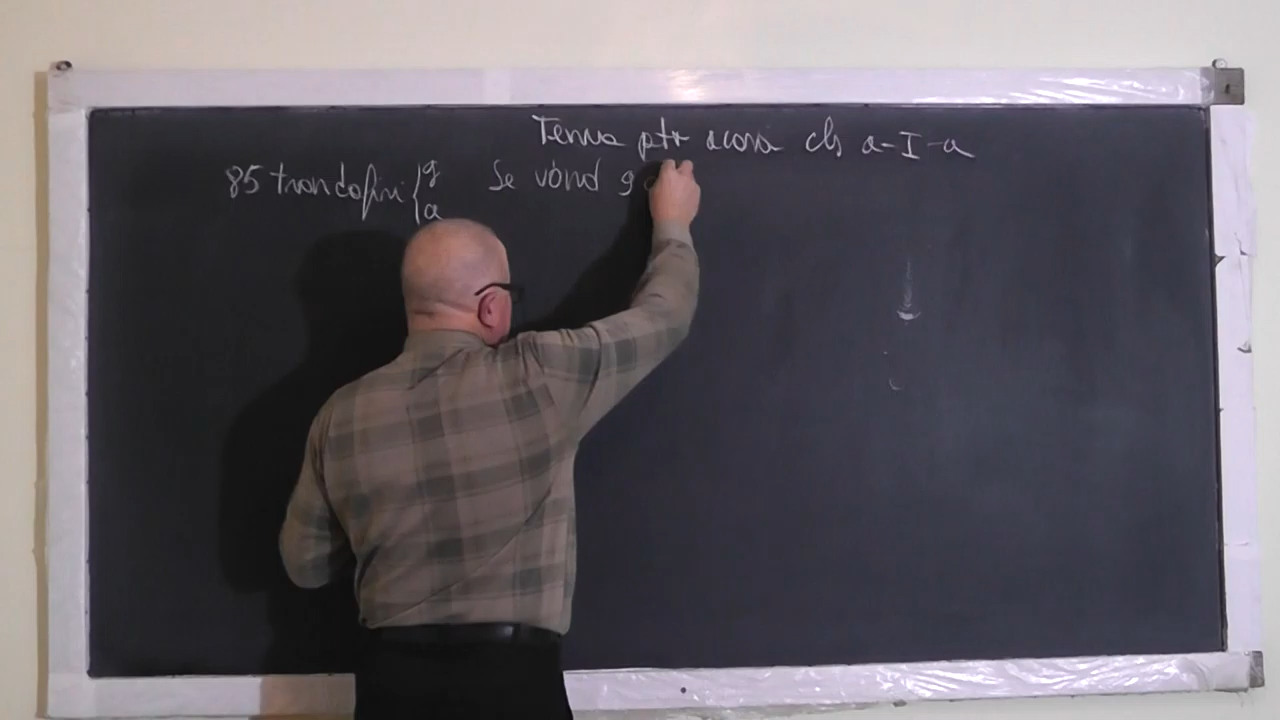 Tema ptr acasă cls a-I-a
85 trandafiri { g
a
Se vând g